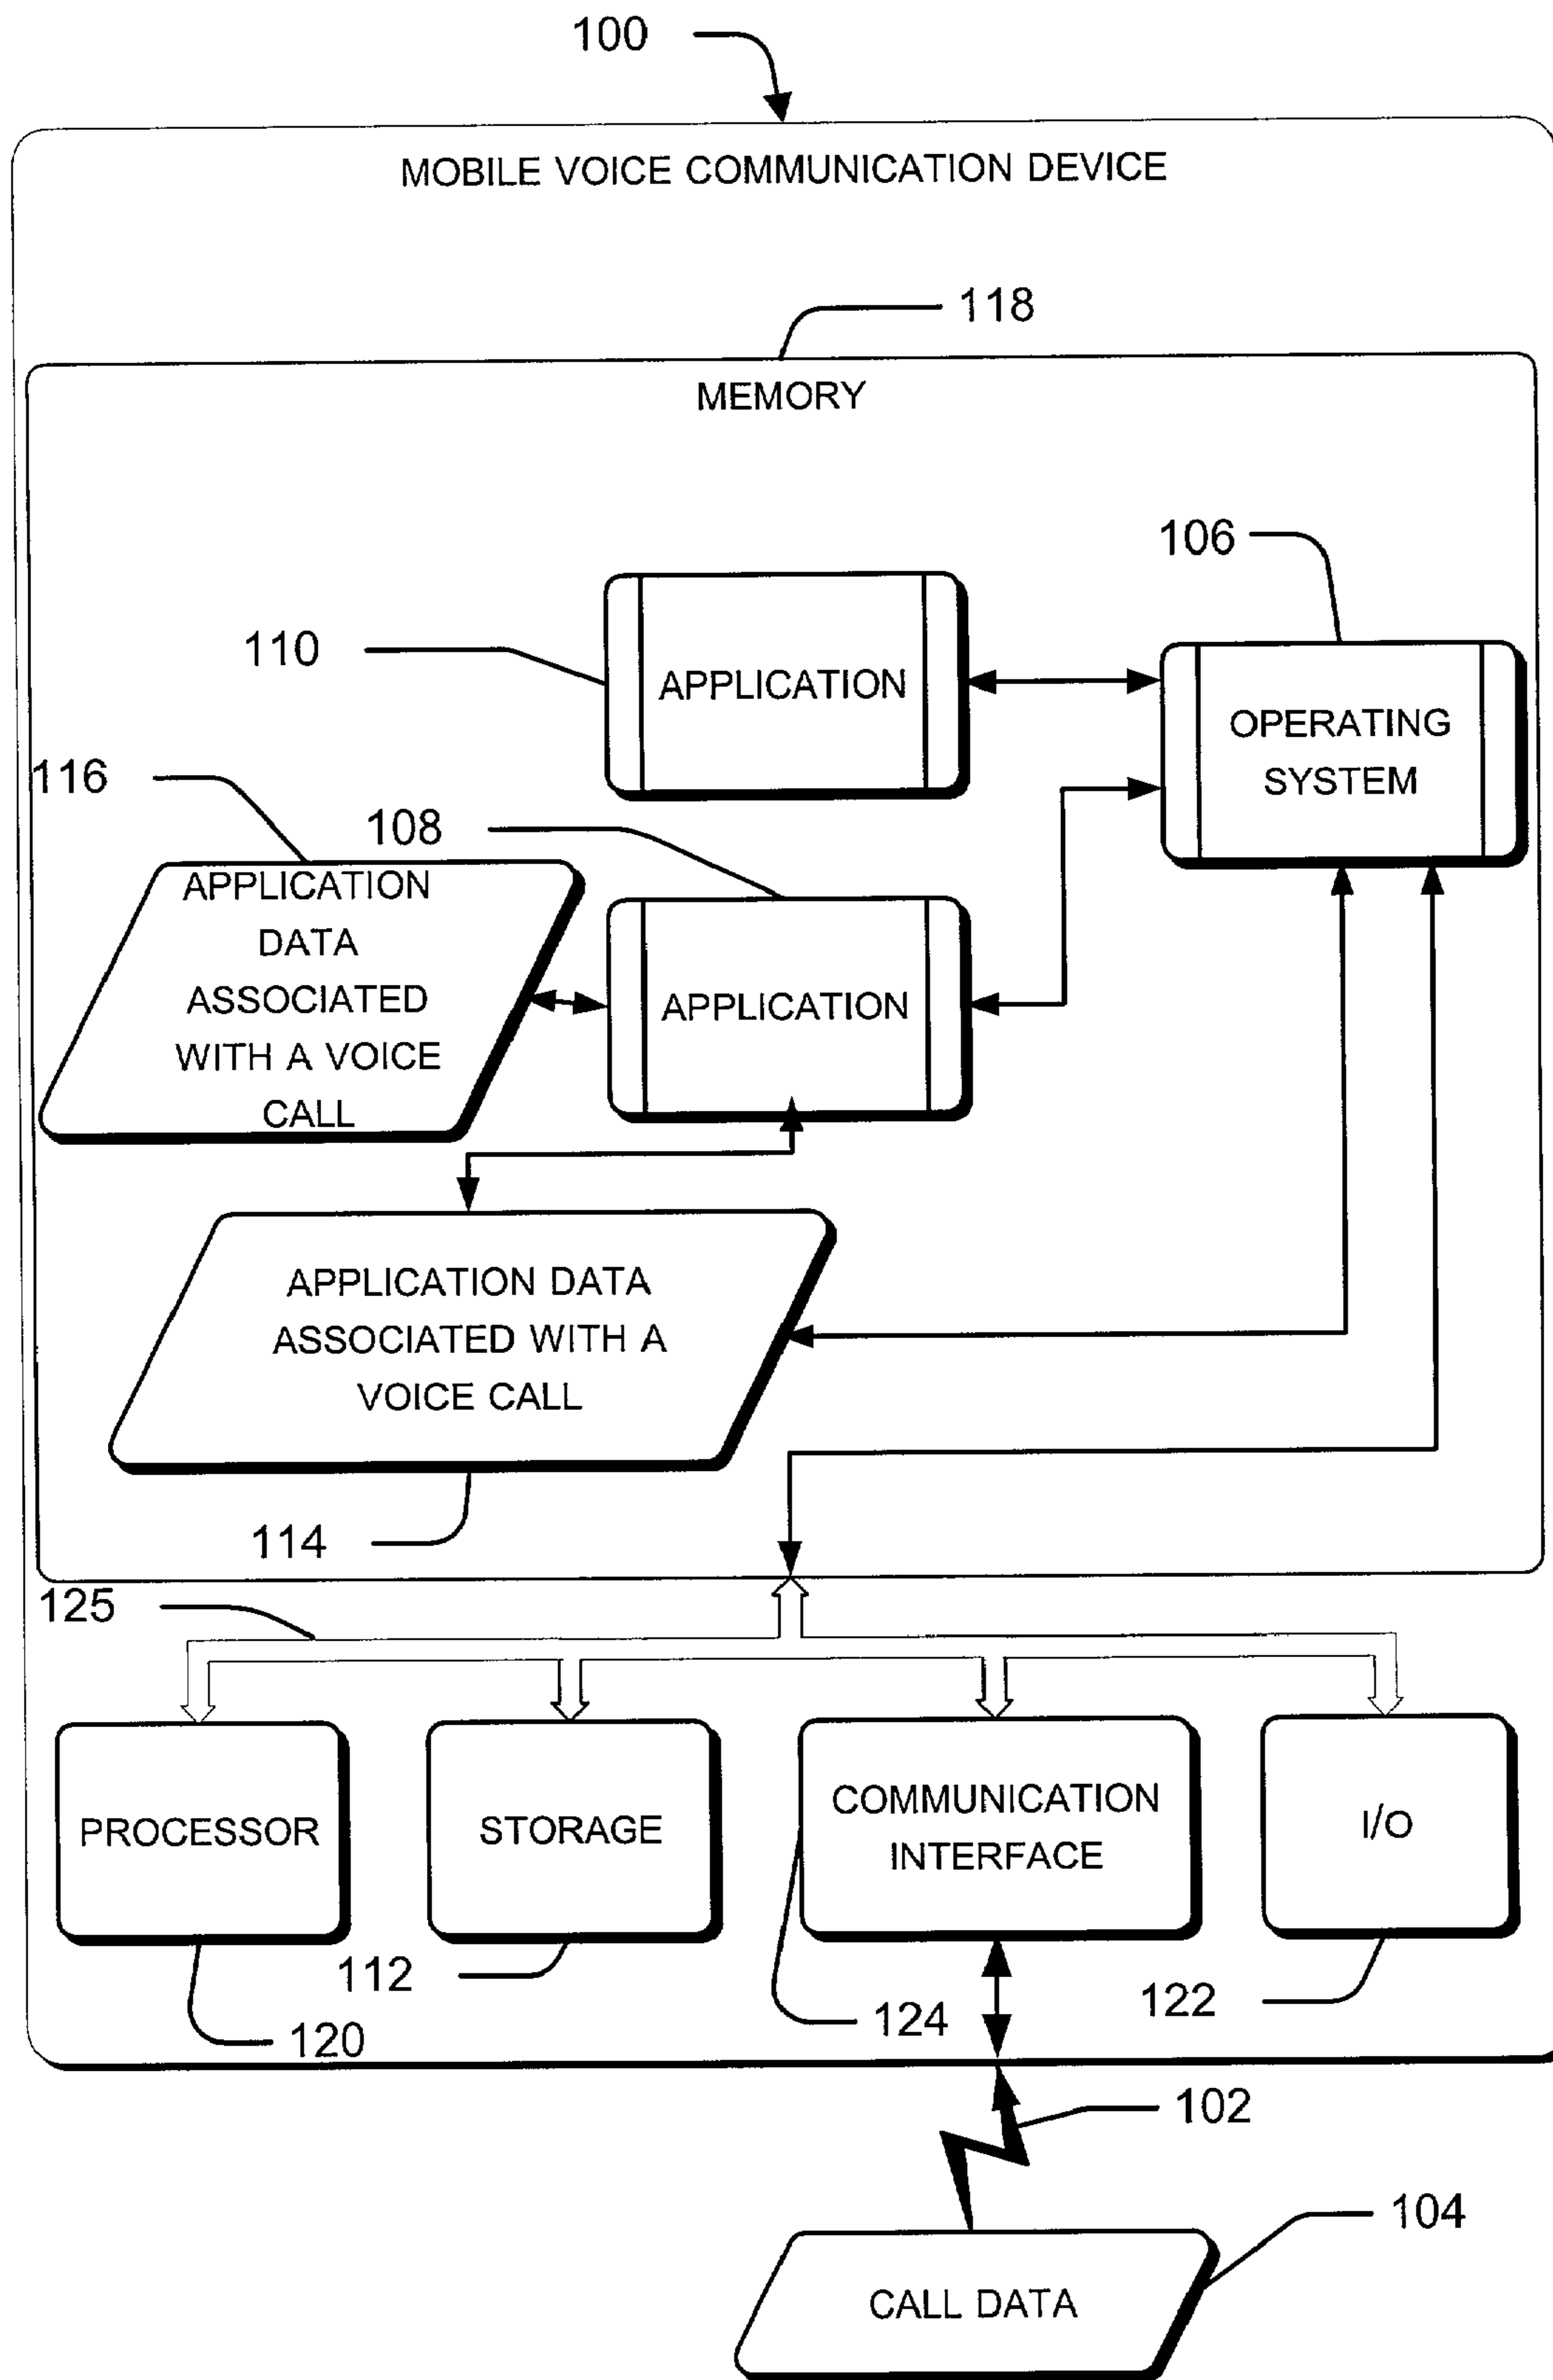 100
MOBILE VOICE COMMUNICATION DEVICE
118
MEMORY
106
110
APPLICATION
OPERATING
SYSTEM
116
108
APPLICATION
DATA
ASSOCIATED
WITH A VOICE
CALL
APPLICATION
APPLICATION DATA
ASSOCIATED WITH A
VOICE CALL
114
125
PROCESSOR
STORAGE
COMMUNICATION
INTERFACE
I/O
112
122
124
120
102
104
CALL DATA